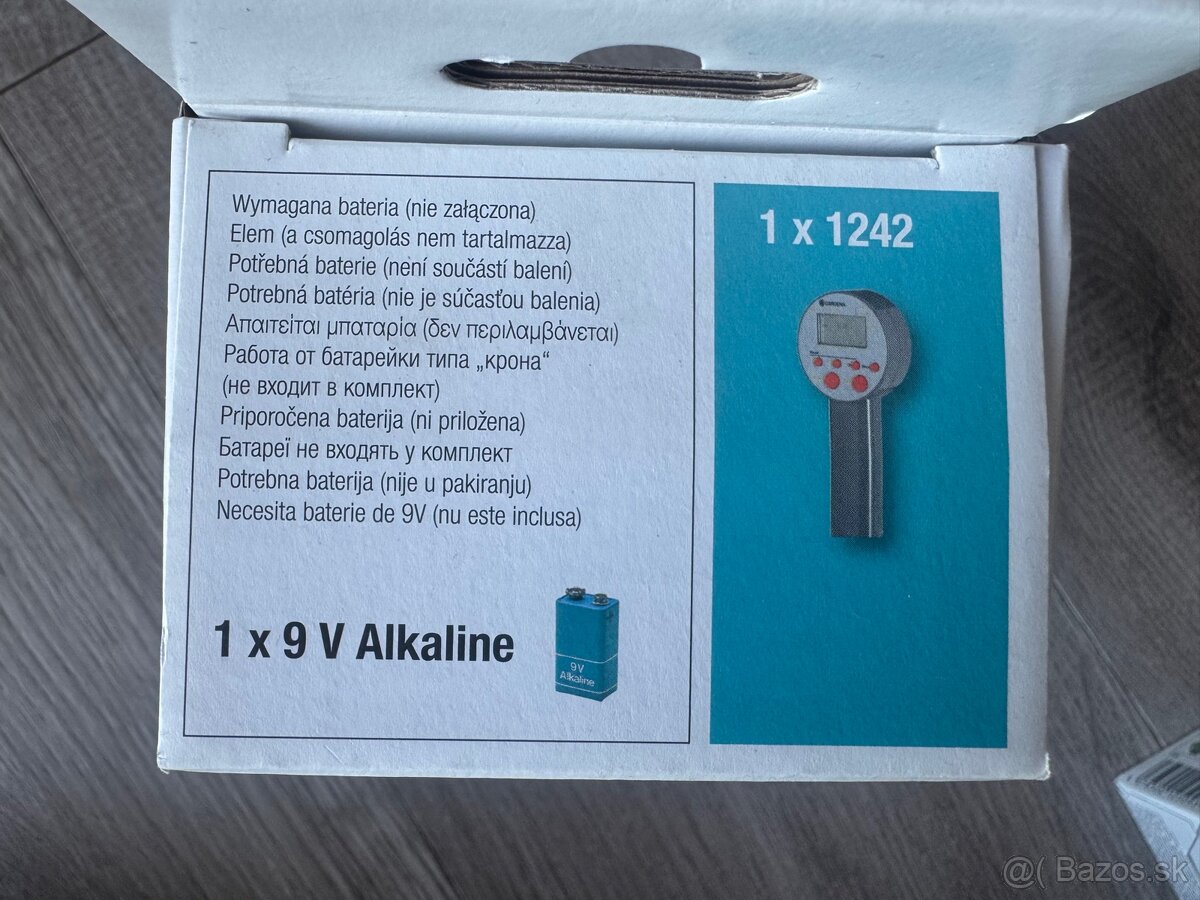 Wymagana bateria (nie załączona)
Elem (a csomagolás nem tartalmazza)
Potřebná baterie (není součástí balení)
Potrebná batéria (nie je súčasťou balenia)
Απαιτείται μπαταρία (δεν περιλαμβάνεται)
Работа от батарейки типа „крона“
(не входит в комплект)
Priporočena baterija (ni priložena)
Батареї не входять у комплект
Potrebna baterija (nije u pakiranju)
Necesita baterie de 9V (nu este inclusa)
1 x 9 V Alkaline
9V
Alkaline
1 x 1242
GARDENA
@( Bazos.sk